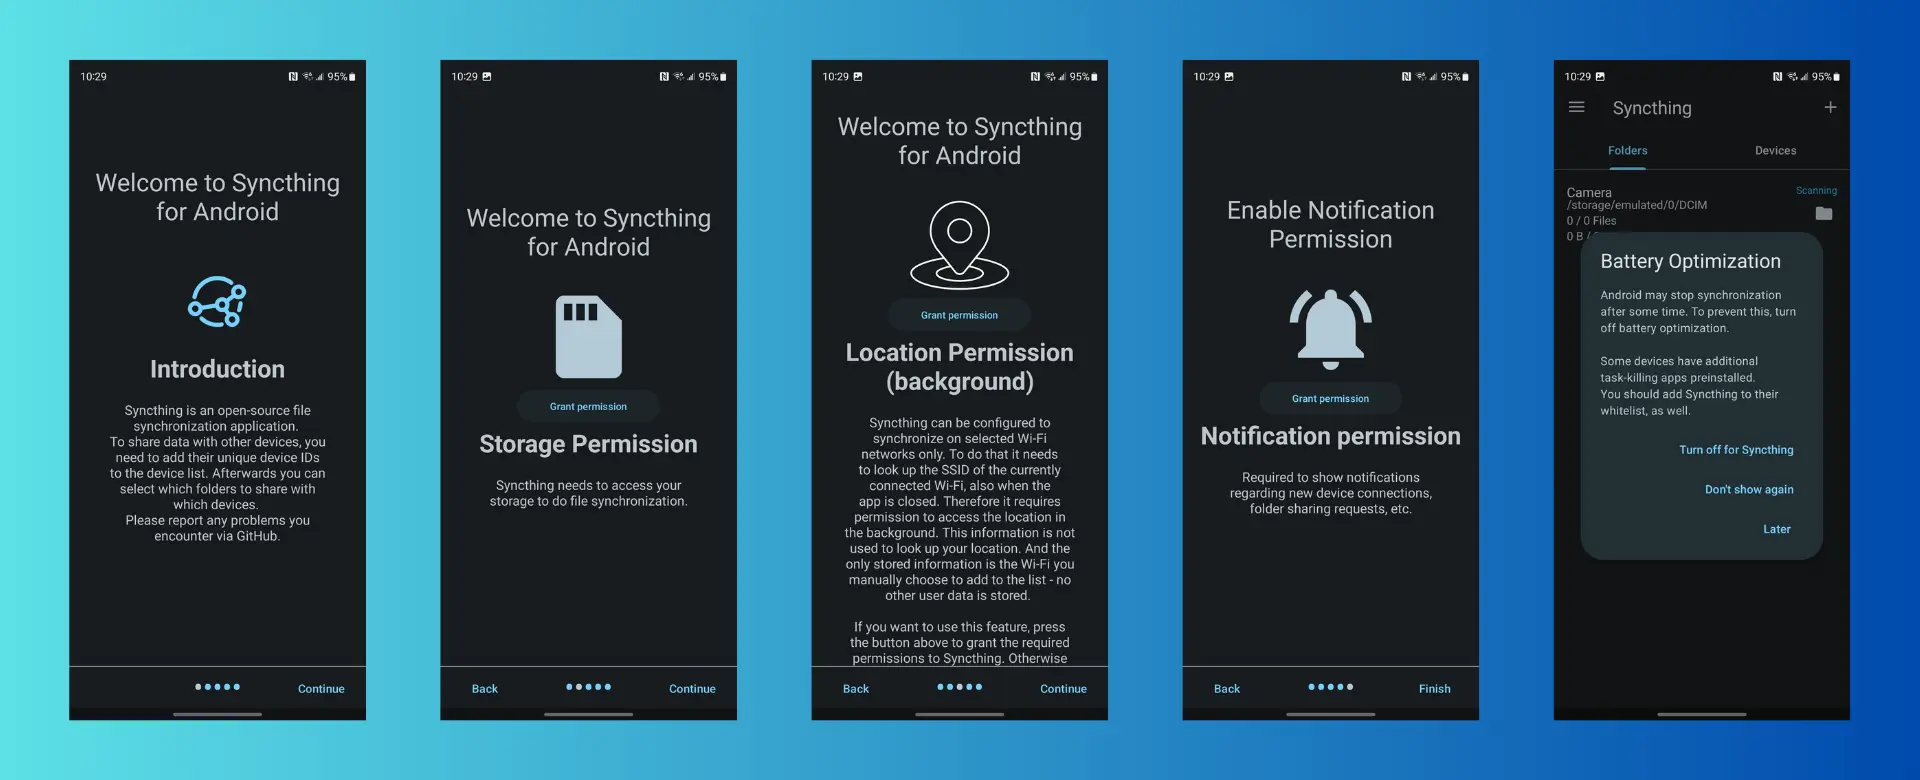 10:29
95%
Welcome to Syncthing
for Android
Introduction
Syncthing is an open-source file
synchronization application.
To share data with other devices, you
need to add their unique device IDs
to the device list. Afterwards you can
select which folders to share with
which devices.
Please report any problems you
encounter via GitHub.
Continue
10:29
95%
Welcome to Syncthing
for Android
Grant permission
Storage Permission
Syncthing needs to access your
storage to do file synchronization.
Back
Continue
10:29
95%
Welcome to Syncthing
for Android
Grant permission
Location Permission
(background)
Syncthing can be configured to
synchronize on selected Wi-Fi
networks only. To do that it needs
to look up the SSID of the currently
connected Wi-Fi, also when the
app is closed. Therefore it requires
permission to access the location in
the background. This information is not
used to look up your location. And the
only stored information is the Wi-Fi you
manually choose to add to the list - no
other user data is stored.
If you want to use this feature, press
the button above to grant the required
permissions to Syncthing. Otherwise
Back
Continue
10:29
95%
Enable Notification
Permission
Grant permission
Notification permission
Required to show notifications
regarding new device connections,
folder sharing requests, etc.
Back
Finish
10:29
95%
Syncthing
Folders
Devices
Camera
Scanning
/storage/emulated/0/DCIM
0 / 0 Files
0 B /
Battery Optimization
Android may stop synchronization
after some time. To prevent this, turn
off battery optimization.
Some devices have additional
task-killing apps preinstalled.
You should add Syncthing to their
whitelist, as well.
Turn off for Syncthing
Don't show again
Later